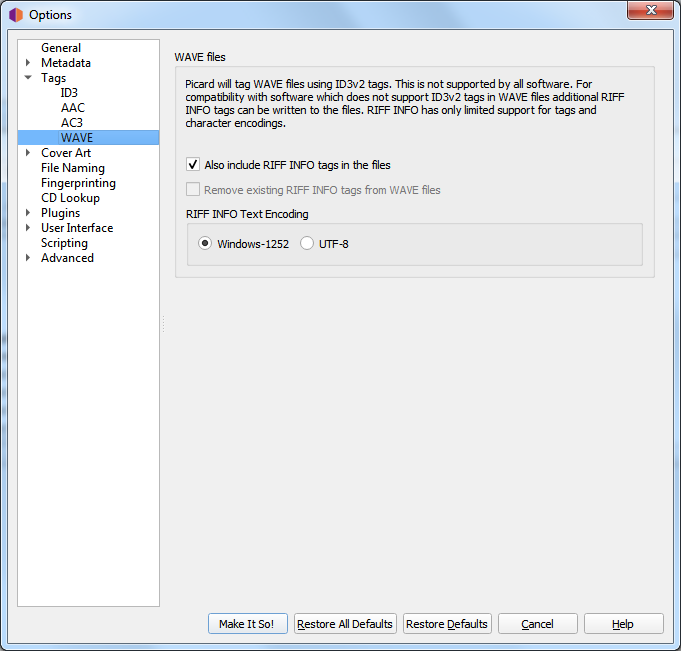 Options
General
Metadata
Tags
ID3
AAC
AC3
WAVE
Cover Art
File Naming
Fingerprinting
CD Lookup
Plugins
User Interface
Scripting
Advanced
WAVE files
Picard will tag WAVE files using ID3v2 tags. This is not supported by all software. For
compatibility with software which does not support ID3v2 tags in WAVE files additional RIFF
INFO tags can be written to the files. RIFF INFO has only limited support for tags and
character encodings.
Also include RIFF INFO tags in the files
Remove existing RIFF INFO tags from WAVE files
RIFF INFO Text Encoding
Windows-1252 UTF-8
Make It So! Restore All Defaults Restore Defaults Cancel Help